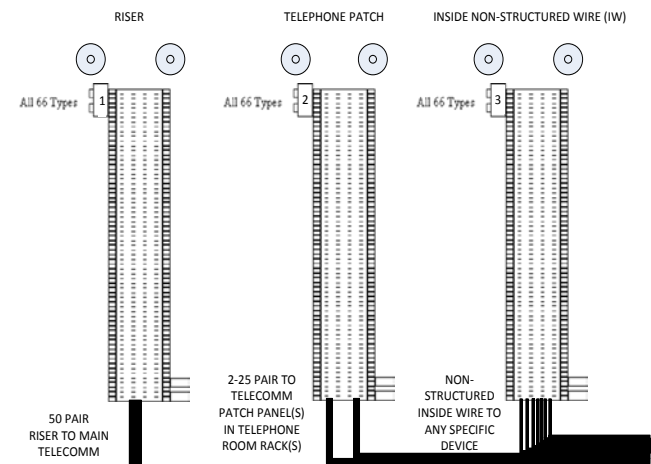 RISER
TELEPHONE PATCH
INSIDE NON-STRUCTURED WIRE (IW)
All 66 Types
1
All 66 Types
2
All 66 Types
3
50 PAIR
RISER TO MAIN
TELECOMM
2-25 PAIR TO
TELECOMM
PATCH PANEL(S)
IN TELEPHONE
ROOM RACK(S)
NON-
STRUCTURED
INSIDE WIRE TO
ANY SPECIFIC
DEVICE